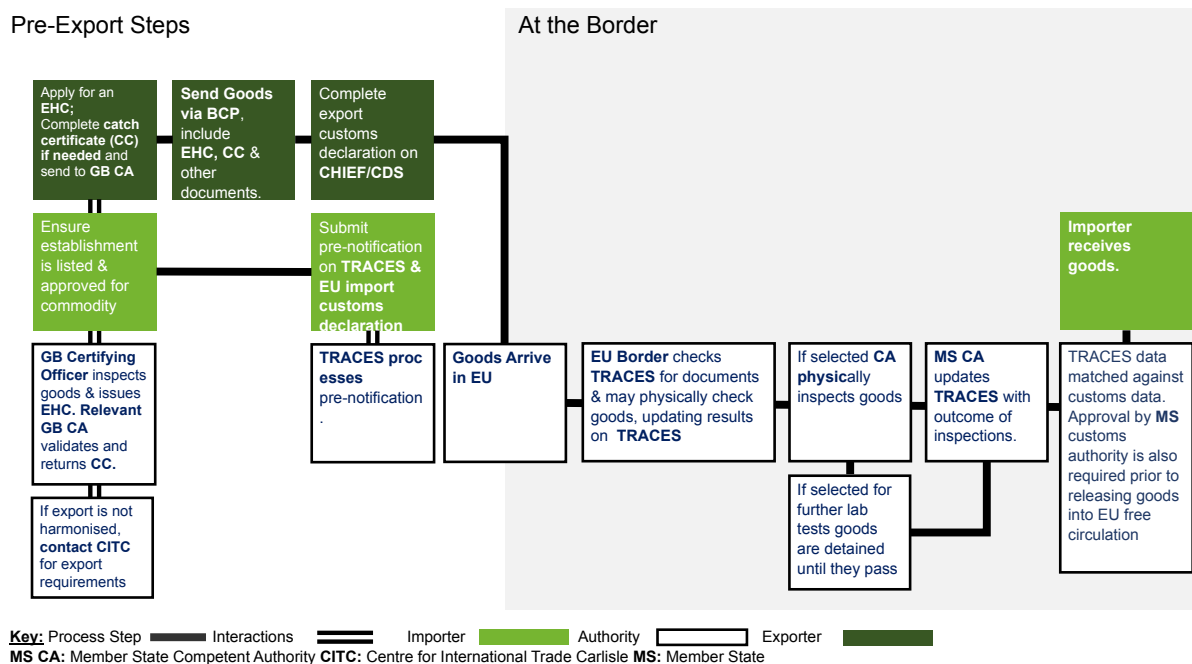 Pre-Export Steps
At the Border
Apply for an
EHC;
Complete catch
certificate (CC)
if needed and
send to GB CA
Send Goods
via BCP,
include
EHC, CC &
other
documents.
Complete
export
customs
declaration on
CHIEF/CDS
Ensure
establishment
is listed &
approved for
commodity
Submit
pre-notification
on TRACES &
EU import
customs
declaration
Importer
receives
goods.
GB Certifying
Officer inspects
goods & issues
EHC. Relevant
GB CA
validates and
returns CC.
TRACES proc
esses
pre-notification
.
Goods Arrive
in EU
EU Border checks
TRACES for documents
& may physically check
goods, updating results
on TRACES
If selected CA
physically
inspects goods
MS CA
updates
TRACES with
outcome of
inspections.
TRACES data
matched against
customs data.
Approval by MS
customs
authority is also
required prior to
releasing goods
into EU free
circulation
If export is not
harmonised,
contact CITC
for export
requirements
If selected for
further lab
tests goods
are detained
until they pass
Key: Process Step Interactions Importer Authority Exporter
MS CA: Member State Competent Authority CITC: Centre for International Trade Carlisle MS: Member State